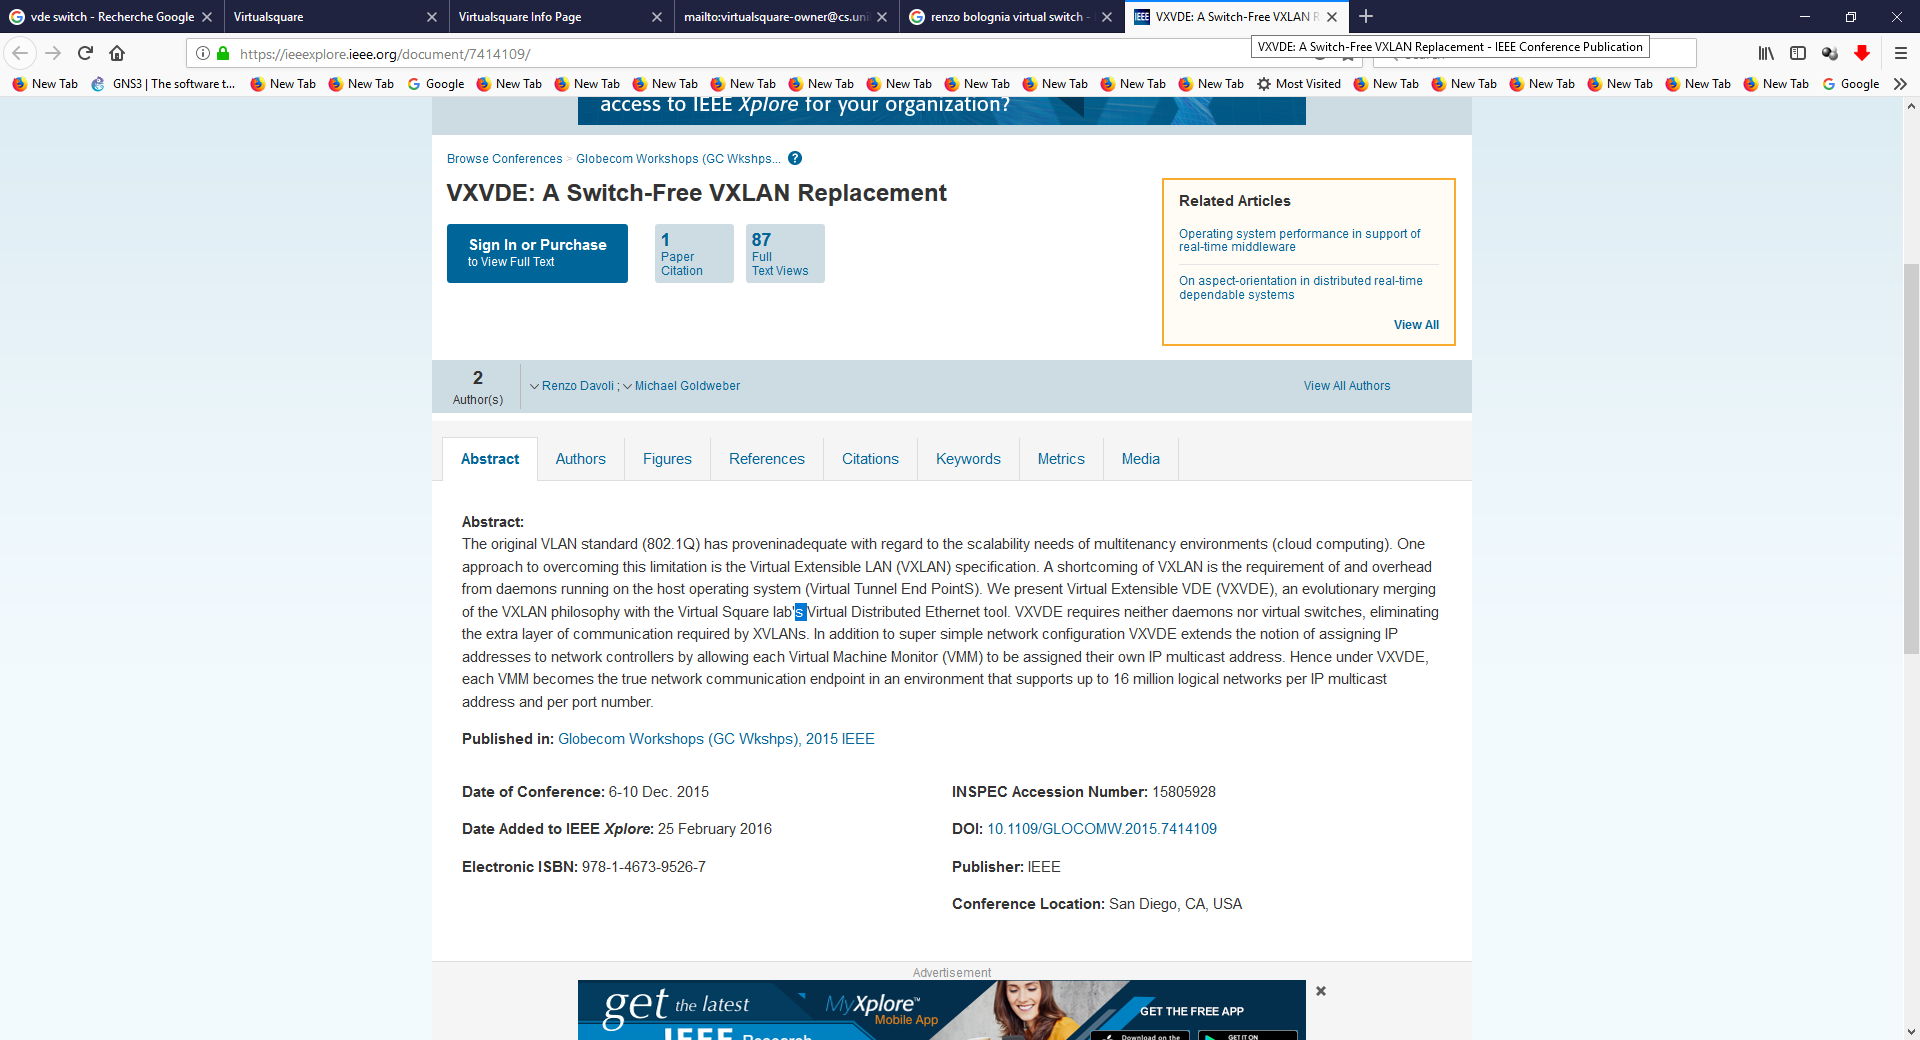 vde switch - Recherche Google
Virtualsquare
Virtualsquare Info Page
mailto:virtualsquare-owner@cs.uni
renzo bolognia virtual switch -
IEEE VXVDE: A Switch-Free VXLAN R
https://ieeexplore.ieee.org/document/7414109/
VXVDE: A Switch-Free VXLAN Replacement - IEEE Conference Publication
New Tab GNS3 | The software t... New Tab New Tab Google New Tab New Tab New Tab New Tab New Tab New Tab New Tab New Tab New Tab New Tab Most Visited New Tab New Tab New Tab New Tab New Tab New Tab Google
access to IEEE Xplore for your organization?
Browse Conferences > Globecom Workshops (GC Wkshps... ?
VXVDE: A Switch-Free VXLAN Replacement
Sign In or Purchase
to View Full Text
1
Paper
Citation
87
Full
Text Views
Related Articles
Operating system performance in support of
real-time middleware
On aspect-orientation in distributed real-time
dependable systems
View All
2
Author(s)
Renzo Davoli ; Michael Goldweber
View All Authors
Abstract Authors Figures References Citations Keywords Metrics Media
Abstract:
The original VLAN standard (802.1Q) has proveninadequate with regard to the scalability needs of multitenancy environments (cloud computing). One
approach to overcoming this limitation is the Virtual Extensible LAN (VXLAN) specification. A shortcoming of VXLAN is the requirement of and overhead
from daemons running on the host operating system (Virtual Tunnel End PointS). We present Virtual Extensible VDE (VXVDE), an evolutionary merging
of the VXLAN philosophy with the Virtual Square lab's Virtual Distributed Ethernet tool. VXVDE requires neither daemons nor virtual switches, eliminating
the extra layer of communication required by XVLANs. In addition to super simple network configuration VXVDE extends the notion of assigning IP
addresses to network controllers by allowing each Virtual Machine Monitor (VMM) to be assigned their own IP multicast address. Hence under VXVDE,
each VMM becomes the true network communication endpoint in an environment that supports up to 16 million logical networks per IP multicast
address and per port number.
Published in: Globecom Workshops (GC Wkshps), 2015 IEEE
Date of Conference: 6-10 Dec. 2015
Date Added to IEEE Xplore: 25 February 2016
Electronic ISBN: 978-1-4673-9526-7
INSPEC Accession Number: 15805928
DOI: 10.1109/GLOCOMW.2015.7414109
Publisher: IEEE
Conference Location: San Diego, CA, USA
Advertisement
get the latest
IEEE Research
MyXplore™
Mobile App
GET THE FREE APP
Download on the
GET IT ON